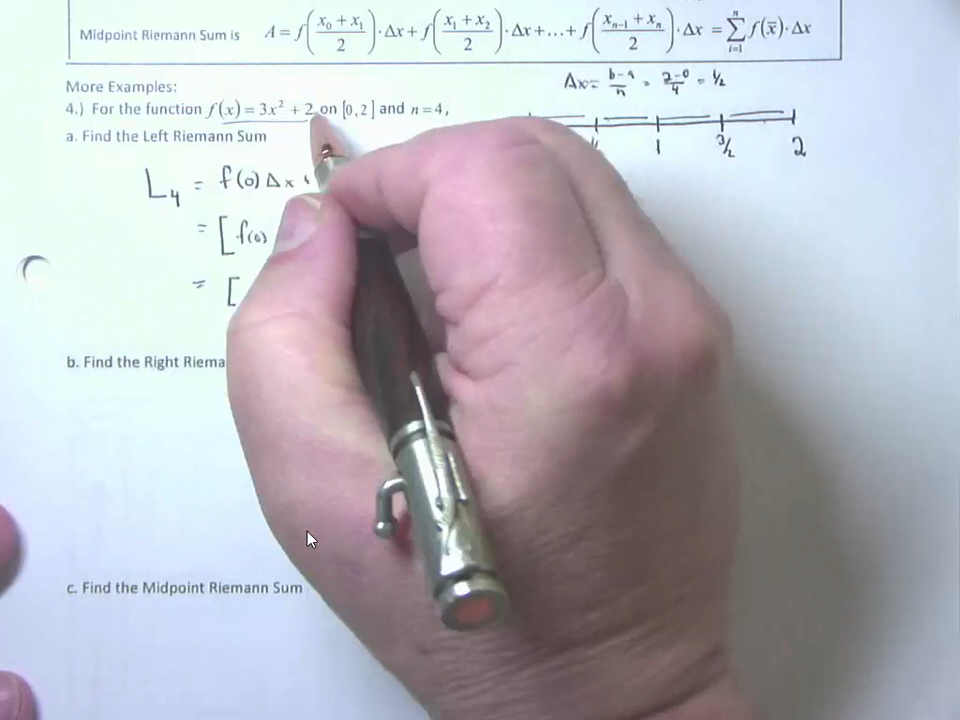 Midpoint Riemann Sum is A = f((x₀ + x₁)/2)·Δx + f((x₁ + x₂)/2)·Δx + ... + f((xₙ₋₁ + xₙ)/2)·Δx = ∑ᵢ₌₁ⁿ f(x̄)·Δx
More Examples:
Δx = (b-a)/n = (2-0)/4 = 1/2
4.) For the function f(x) = 3x² + 2 on [0, 2] and n = 4,
a. Find the Left Riemann Sum
1 3/2 2
L₄ = f(0) Δx
= [ f(0)
= [
b. Find the Right
c. Find the Midpoint Riemann Sum